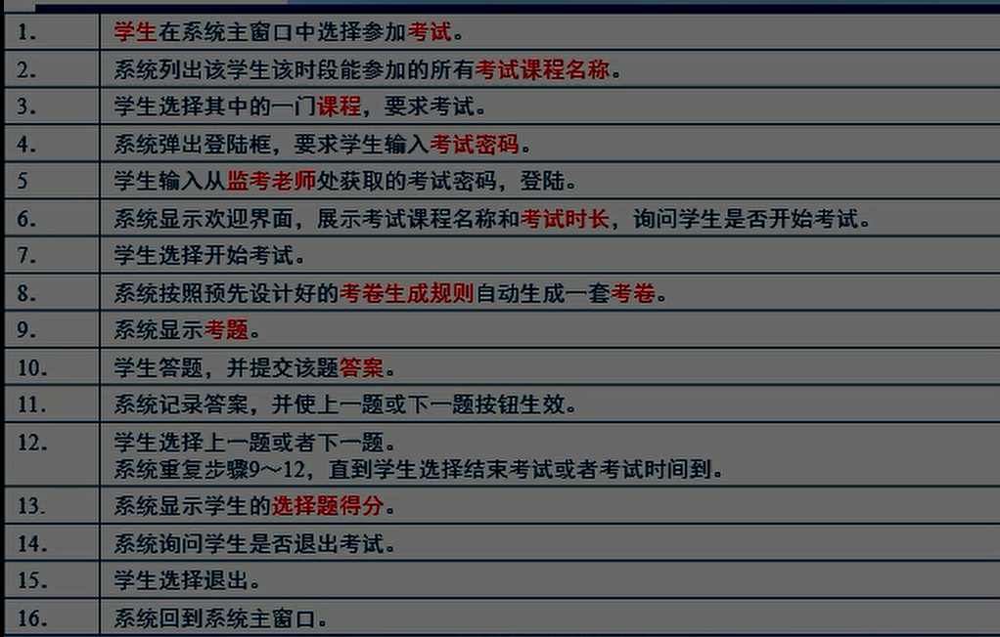 1. 学生在系统主窗口中选择参加考试。
2. 系统列出该学生该时段能参加的所有考试课程名称。
3. 学生选择其中的一门课程，要求考试。
4. 系统弹出登陆框，要求学生输入考试密码。
5 学生输入从监考老师处获取的考试密码，登陆。
6. 系统显示欢迎界面，展示考试课程名称和考试时长，询问学生是否开始考试。
7. 学生选择开始考试。
8. 系统按照预先设计好的考卷生成规则自动生成一套考卷。
9. 系统显示考题。
10. 学生答题，并提交该题答案。
11. 系统记录答案，并使上一题或下一题按钮生效。
12. 学生选择上一题或者下一题。
系统重复步骤9～12，直到学生选择结束考试或者考试时间到。
13. 系统显示学生的选择题得分。
14. 系统询问学生是否退出考试。
15. 学生选择退出。
16. 系统回到系统主窗口。